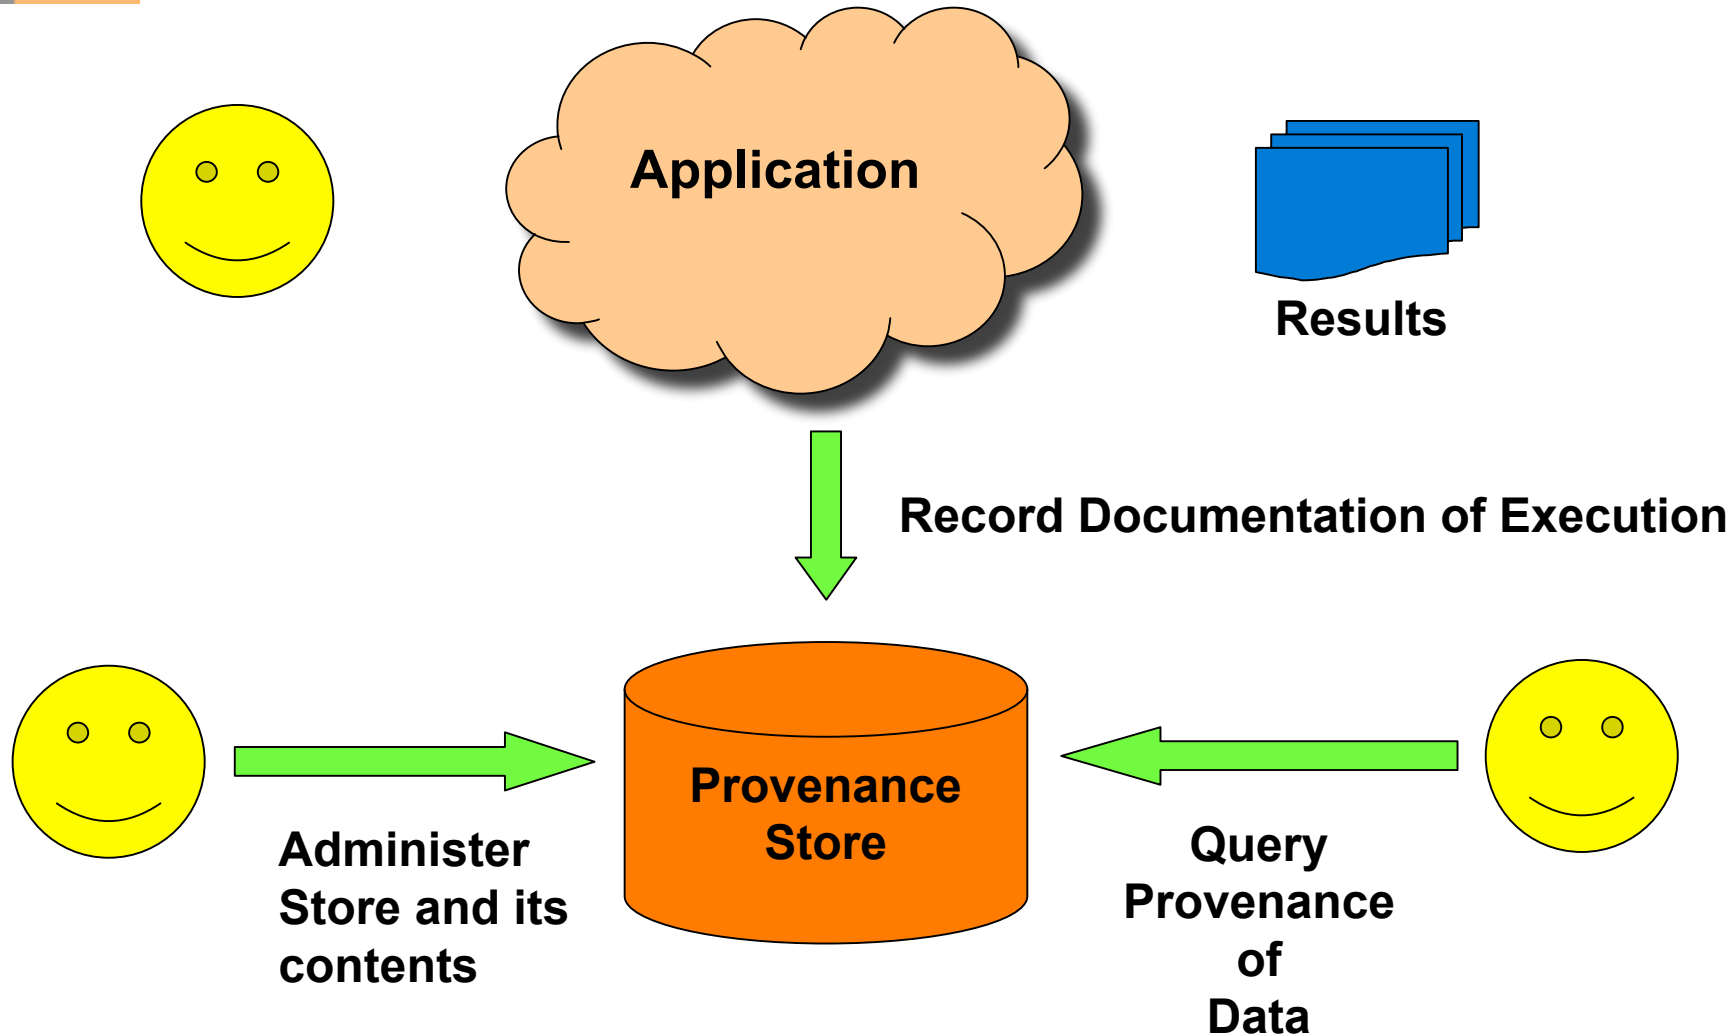 Application
Results
Record Documentation of Execution
Provenance
Store
Administer
Store and its
contents
Query
Provenance
of
Data